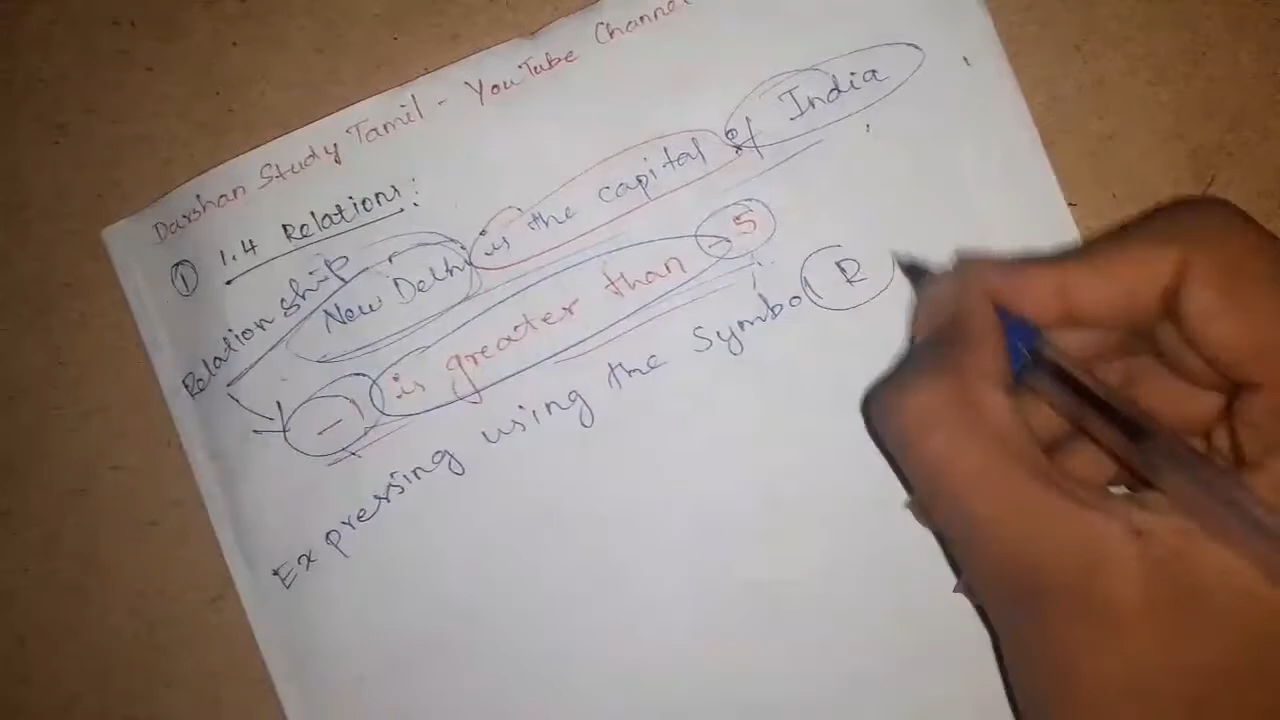 Darshan Study Tamil - YouTube Channel
① 1.4 Relations:
Relationship
New Delhi is the capital of India
-1 is greater than 5
Expressing using the Symbol R